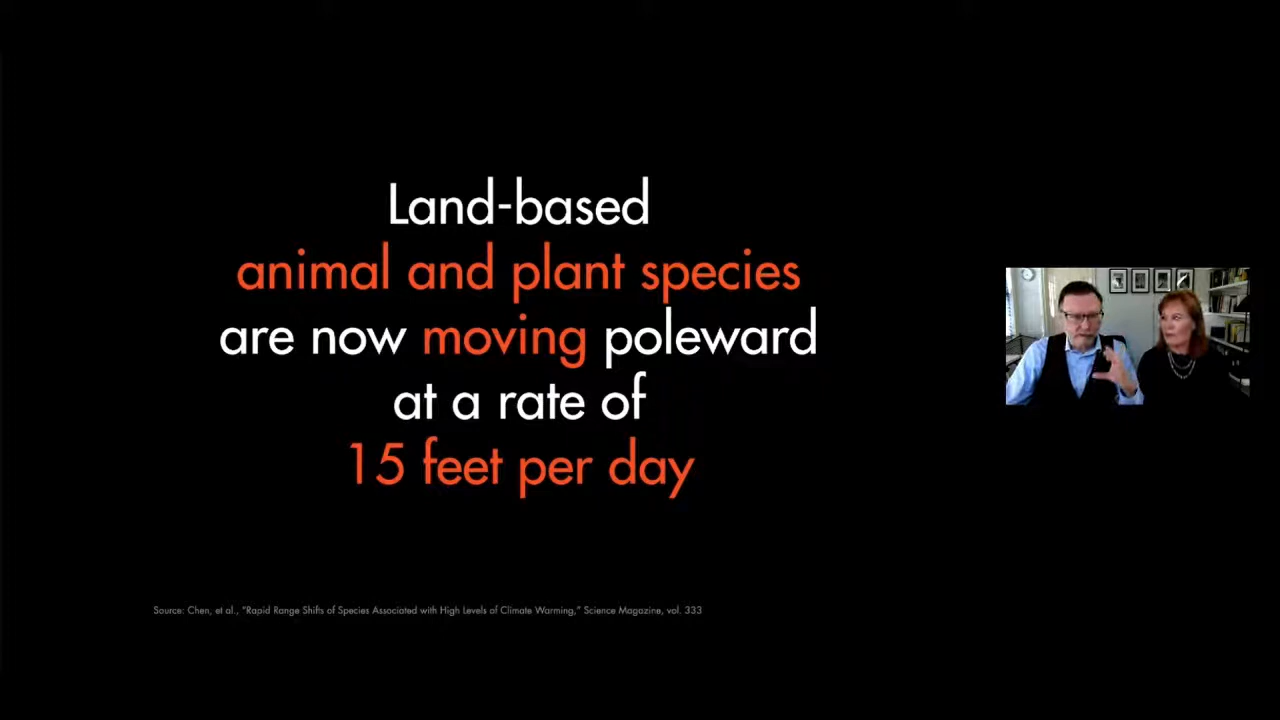 Land-based
animal and plant species
are now moving poleward
at a rate of
15 feet per day
Source: Chen, et al., "Rapid Range Shifts of Species Associated with High Levels of Climate Warming," Science Magazine, vol. 333